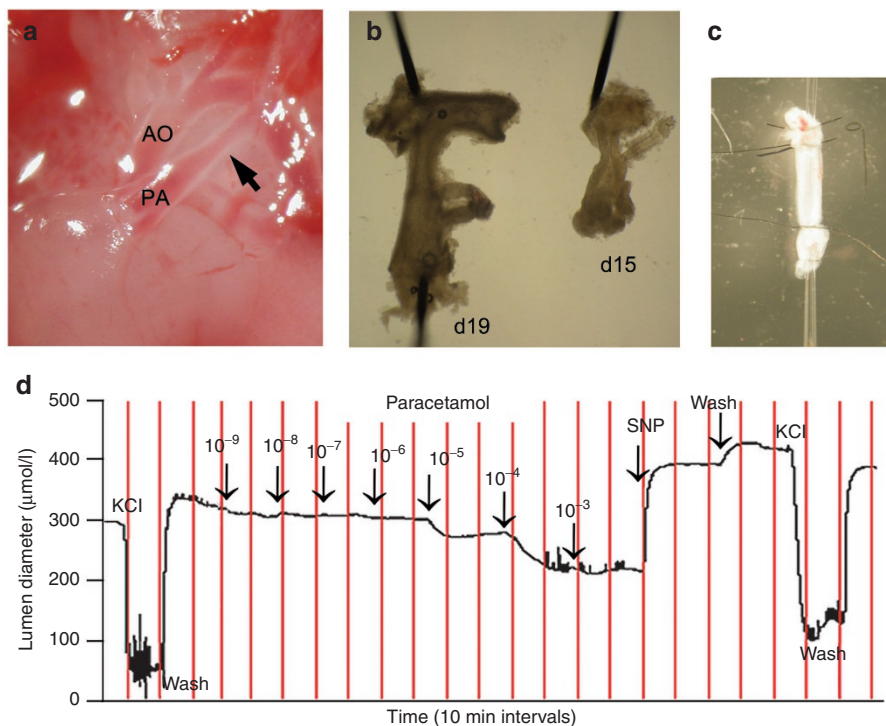 a
AO
PA
b
d19
d15
c
d
Lumen diameter (μmol/l)
500
400
300
200
100
0
KCl
Wash
Paracetamol
10⁻⁹
10⁻⁸
10⁻⁷
10⁻⁶
10⁻⁵
10⁻⁴
10⁻³
SNP
Wash
KCl
Wash
Time (10 min intervals)